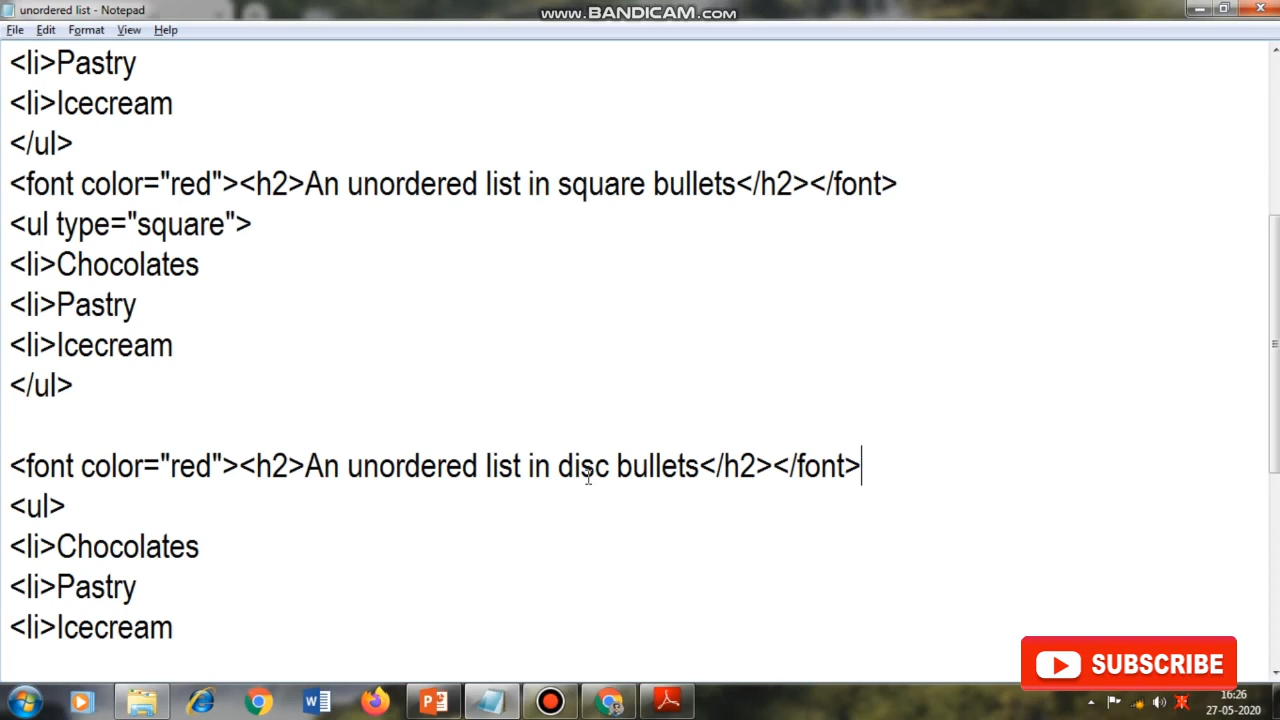 unordered list - Notepad
www.BANDICAM.com
File Edit Format View Help
<li>Pastry
<li>Icecream
</ul>
<font color="red"><h2>An unordered list in square bullets</h2></font>
<ul type="square">
<li>Chocolates
<li>Pastry
<li>Icecream
</ul>
<font color="red"><h2>An unordered list in disc bullets</h2></font>
<ul>
<li>Chocolates
<li>Pastry
<li>Icecream
SUBSCRIBE
16:26
27-05-2020